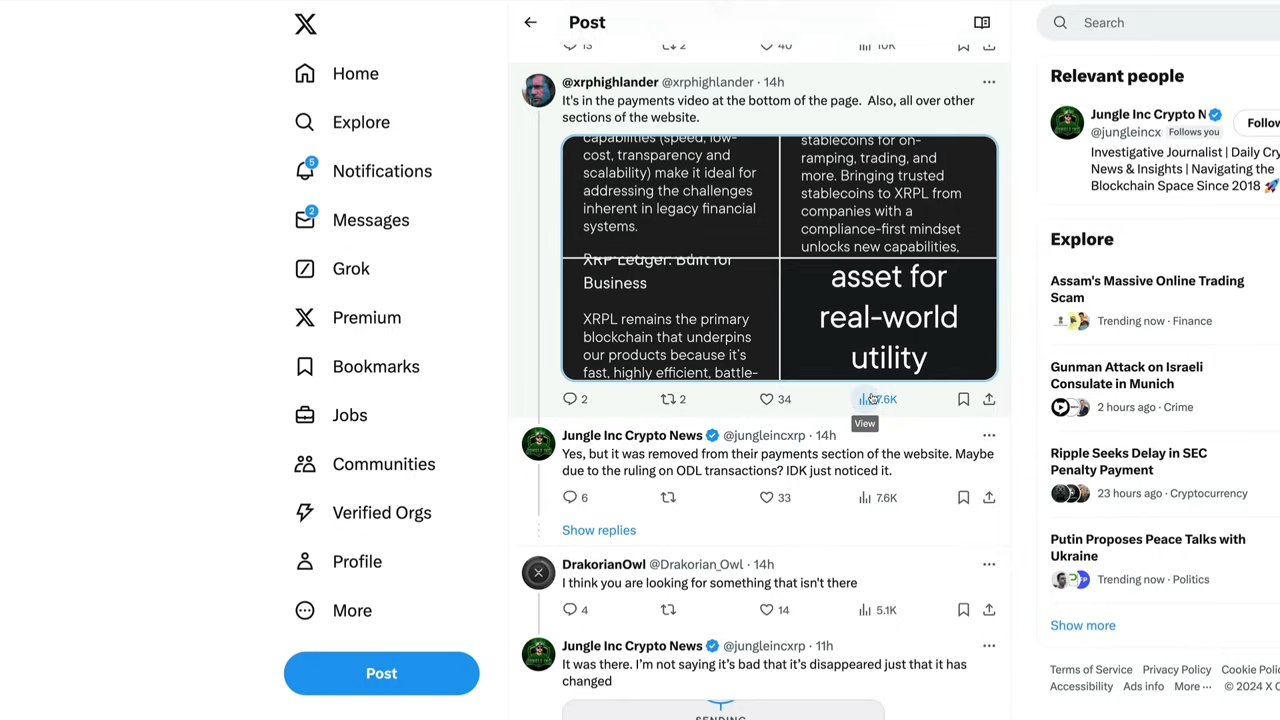 Post
Search
13
2
40
10K
Home
Explore
5
Notifications
2
Messages
Grok
Premium
Bookmarks
Jobs
Communities
Verified Orgs
Profile
More
Post
@xrphighlander @xrphighlander · 14h
It's in the payments video at the bottom of the page. Also, all over other
sections of the website.
capabilities (speed, low-
cost, transparency and
scalability) make it ideal for
addressing the challenges
inherent in legacy financial
systems.
stablecoins for on-
ramping, trading, and
more. Bringing trusted
stablecoins to XRPL from
companies with a
compliance-first mindset
unlocks new capabilities,
XRP Ledger: Built for
Business
XRPL remains the primary
blockchain that underpins
our products because it's
fast, highly efficient, battle-
asset for
real-world
utility
2
2
34
7.6K
View
Jungle Inc Crypto News @jungleincxrp · 14h
Yes, but it was removed from their payments section of the website. Maybe
due to the ruling on ODL transactions? IDK just noticed it.
6
33
7.6K
Show replies
DrakorianOwl @Drakorian_Owl · 14h
I think you are looking for something that isn't there
4
14
5.1K
Jungle Inc Crypto News @jungleincxrp · 11h
It was there. I'm not saying it's bad that it's disappeared just that it has
changed
SENDING
Relevant people
Jungle Inc Crypto N
@jungleincx Follows you
Follow
Investigative Journalist | Daily Cry
News & Insights | Navigating the
Blockchain Space Since 2018 🚀
Explore
Assam's Massive Online Trading
Scam
Trending now · Finance
Gunman Attack on Israeli
Consulate in Munich
2 hours ago · Crime
Ripple Seeks Delay in SEC
Penalty Payment
23 hours ago · Cryptocurrency
Putin Proposes Peace Talks with
Ukraine
Trending now · Politics
Show more
Terms of Service Privacy Policy Cookie Polic
Accessibility Ads info More ··· © 2024 X C